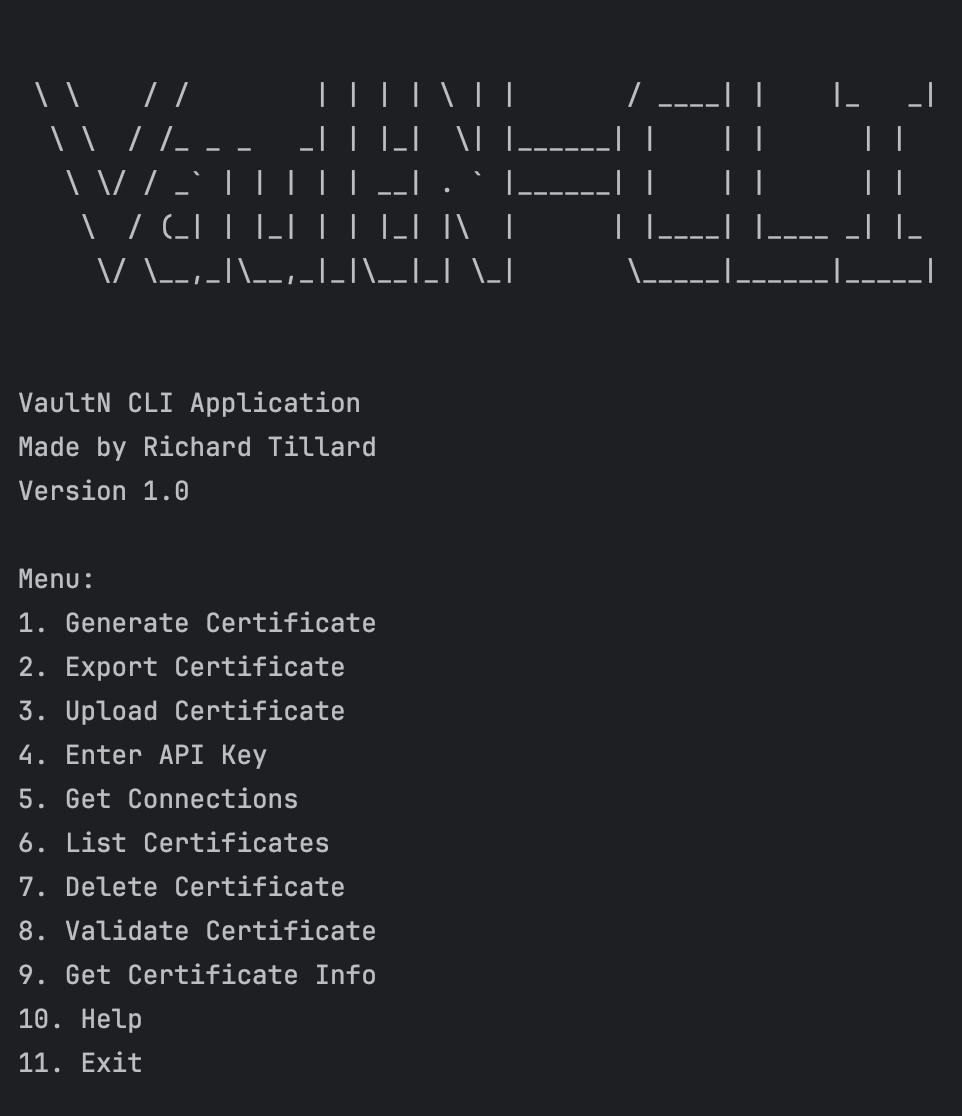 \ \    / /        | | | | \ | |       / ____| |    |_   _|
  \ \  / /_ _ _   _| | |_|  \| |______| |    | |      | |
   \ \/ / _` | | | | | __| . ` |______| |    | |      | |
    \  / (_| | |_| | | |_| |\  |      | |____| |____ _| |_
     \/ \__,_|\__,_|_|\__|_| \_|       \_____|______|_____|
VaultN CLI Application
Made by Richard Tillard
Version 1.0
Menu:
1. Generate Certificate
2. Export Certificate
3. Upload Certificate
4. Enter API Key
5. Get Connections
6. List Certificates
7. Delete Certificate
8. Validate Certificate
9. Get Certificate Info
10. Help
11. Exit